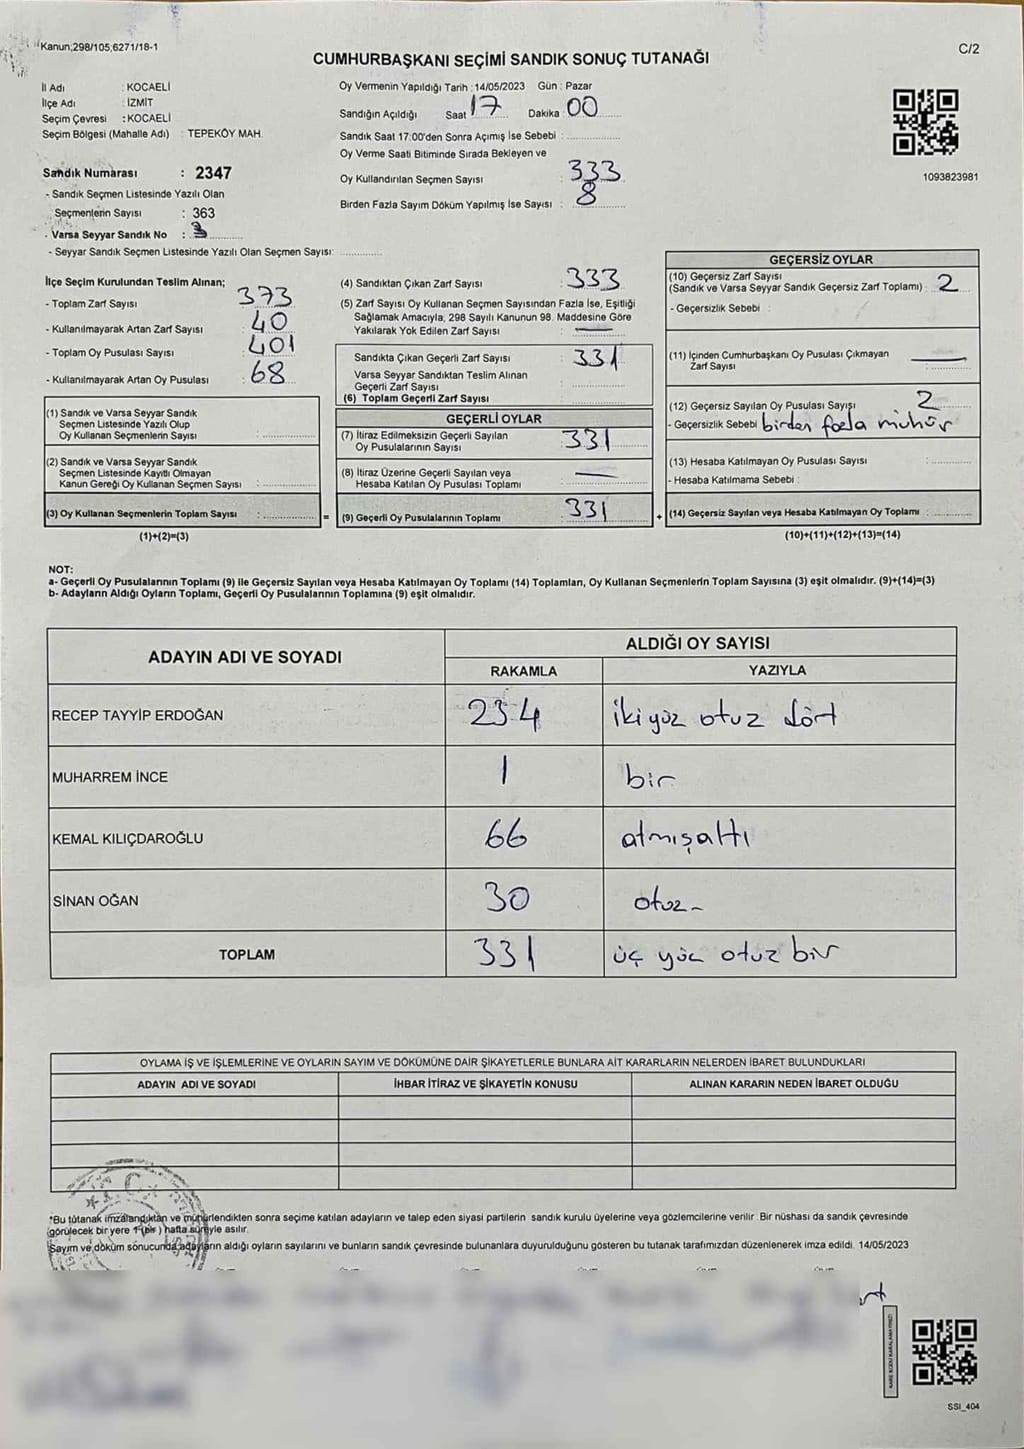 Kanun;298/105;6271/18-1
C/2
CUMHURBAŞKANI SEÇİMİ SANDIK SONUÇ TUTANAĞI
İl Adı : KOCAELİ
İlçe Adı : İZMİT
Seçim Çevresi : KOCAELİ
Seçim Bölgesi (Mahalle Adı) : TEPEKÖY MAH.
Sandık Numarası : 2347
- Sandık Seçmen Listesinde Yazılı Olan
Seçmenlerin Sayısı : 363
- Varsa Seyyar Sandık No :
- Seyyar Sandık Seçmen Listesinde Yazılı Olan Seçmen Sayısı:
Oy Vermenin Yapıldığı Tarih : 14/05/2023 Gün : Pazar
Sandığın Açıldığı Saat 17 Dakika 00
Sandık Saat 17:00'den Sonra Açımış İse Sebebi :
Oy Verme Saati Bitiminde Sırada Bekleyen ve
Oy Kullandırılan Seçmen Sayısı : 333
Birden Fazla Sayım Döküm Yapılmış İse Sayısı : 8
1093823981
İlçe Seçim Kurulundan Teslim Alınan;
- Toplam Zarf Sayısı : 373
- Kullanılmayarak Artan Zarf Sayısı : 40
- Toplam Oy Pusulası Sayısı : 401
- Kullanılmayarak Artan Oy Pusulası : 68
(1) Sandık ve Varsa Seyyar Sandık
Seçmen Listesinde Yazılı Olup
Oy Kullanan Seçmenlerin Sayısı :
(2) Sandık ve Varsa Seyyar Sandık
Seçmen Listesinde Kayıtlı Olmayan
Kanun Gereği Oy Kullanan Seçmen Sayısı :
(3) Oy Kullanan Seçmenlerin Toplam Sayısı :
(1)+(2)=(3)
(4) Sandıktan Çıkan Zarf Sayısı : 333
(5) Zarf Sayısı Oy Kullanan Seçmen Sayısından Fazla İse, Eşitliği
Sağlamak Amacıyla, 298 Sayılı Kanunun 98. Maddesine Göre
Yakılarak Yok Edilen Zarf Sayısı : —
Sandıkta Çıkan Geçerli Zarf Sayısı : 331
Varsa Seyyar Sandıktan Teslim Alınan
Geçerli Zarf Sayısı :
(6) Toplam Geçerli Zarf Sayısı :
GEÇERLİ OYLAR
(7) İtiraz Edilmeksizin Geçerli Sayılan
Oy Pusulalarının Sayısı : 331
(8) İtiraz Üzerine Geçerli Sayılan veya
Hesaba Katılan Oy Pusulası Toplamı : —
= (9) Geçerli Oy Pusulalarının Toplamı : 331 +
GEÇERSİZ OYLAR
(10) Geçersiz Zarf Sayısı
(Sandık ve Varsa Seyyar Sandık Geçersiz Zarf Toplamı) : 2
- Geçersizlik Sebebi :
(11) İçinden Cumhurbaşkanı Oy Pusulası Çıkmayan
Zarf Sayısı : —
(12) Geçersiz Sayılan Oy Pusulası Sayısı : 2
- Geçersizlik Sebebi birden fazla mühür
(13) Hesaba Katılmayan Oy Pusulası Sayısı :
- Hesaba Katılmama Sebebi :
(14) Geçersiz Sayılan veya Hesaba Katılmayan Oy Toplamı :
(10)+(11)+(12)+(13)=(14)
NOT:
a- Geçerli Oy Pusulalarının Toplamı (9) ile Geçersiz Sayılan veya Hesaba Katılmayan Oy Toplamı (14) Toplamları, Oy Kullanan Seçmenlerin Toplam Sayısına (3) eşit olmalıdır. (9)+(14)=(3)
b- Adayların Aldığı Oyların Toplamı, Geçerli Oy Pusulalarının Toplamına (9) eşit olmalıdır.
ADAYIN ADI VE SOYADI
ALDIĞI OY SAYISI
RAKAMLA YAZIYLA
RECEP TAYYİP ERDOĞAN 234 iki yüz otuz dört
MUHARREM İNCE 1 bir
KEMAL KILIÇDAROĞLU 66 atmışaltı
SİNAN OĞAN 30 otuz
TOPLAM 331 üç yüz otuz bir
OYLAMA İŞ VE İŞLEMLERİNE VE OYLARIN SAYIM VE DÖKÜMÜNE DAİR ŞİKAYETLERLE BUNLARA AİT KARARLARIN NELERDEN İBARET BULUNDUKLARI
ADAYIN ADI VE SOYADI İHBAR İTİRAZ VE ŞİKAYETİN KONUSU ALINAN KARARIN NEDEN İBARET OLDUĞU
*Bu tutanak imzalandıktan ve mühürlendikten sonra seçime katılan adayların ve talep eden siyasi partilerin sandık kurulu üyelerine veya gözlemcilerine verilir. Bir nüshası da sandık çevresinde
görülecek bir yere 1 (bir) hafta süreyle asılır.
Sayım ve döküm sonucunda adayların aldığı oyların sayılarını ve bunların sandık çevresinde bulunanlara duyurulduğunu gösteren bu tutanak tarafımızdan düzenlenerek imza edildi. 14/05/2023
SSI_404